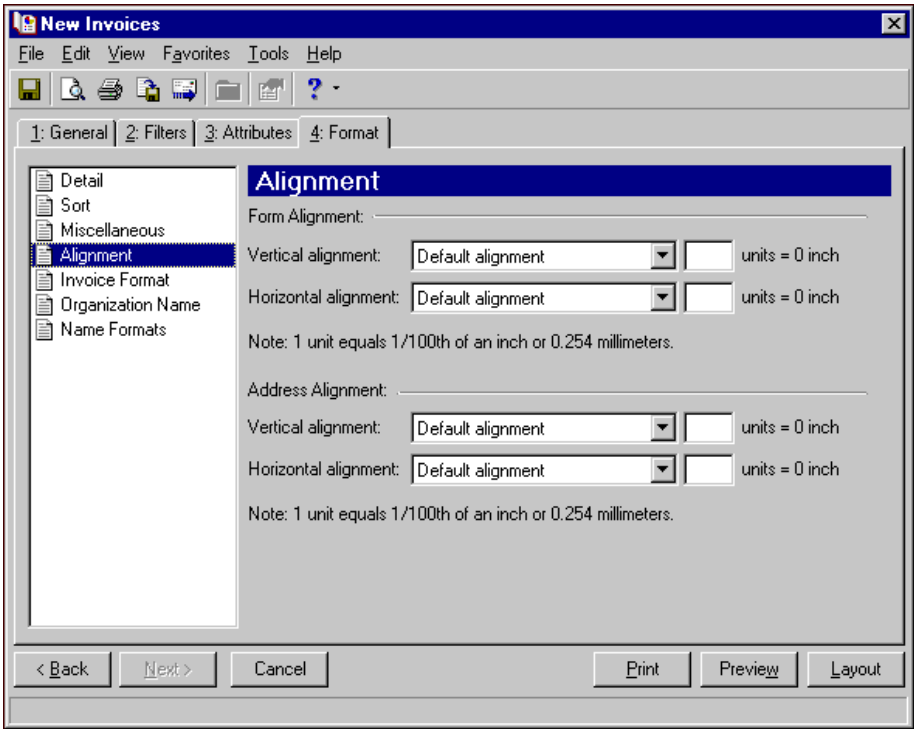 New Invoices
File Edit View Favorites Tools Help
?
1: General 2: Filters 3: Attributes 4: Format
Detail
Sort
Miscellaneous
Alignment
Invoice Format
Organization Name
Name Formats
Alignment
Form Alignment:
Vertical alignment: Default alignment units = 0 inch
Horizontal alignment: Default alignment units = 0 inch
Note: 1 unit equals 1/100th of an inch or 0.254 millimeters.
Address Alignment:
Vertical alignment: Default alignment units = 0 inch
Horizontal alignment: Default alignment units = 0 inch
Note: 1 unit equals 1/100th of an inch or 0.254 millimeters.
< Back Next > Cancel Print Preview Layout